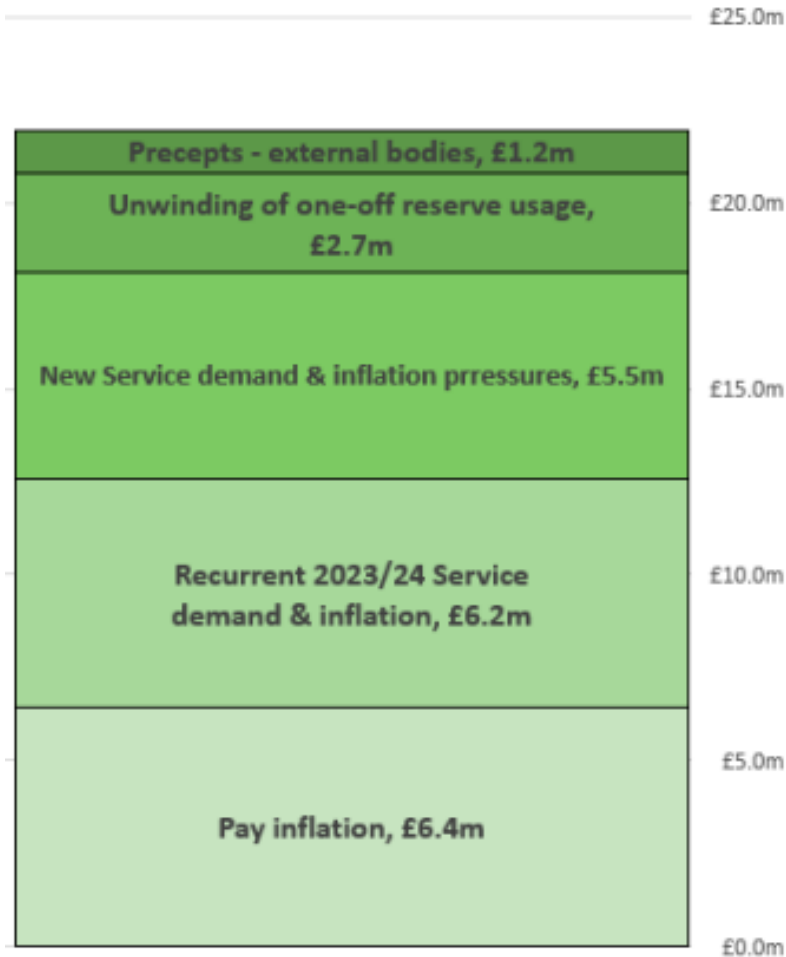 £25.0m
Precepts - external bodies, £1.2m
Unwinding of one-off reserve usage,
£2.7m
£20.0m
New Service demand & inflation prressures, £5.5m
£15.0m
Recurrent 2023/24 Service
demand & inflation, £6.2m
£10.0m
£5.0m
Pay inflation, £6.4m
£0.0m